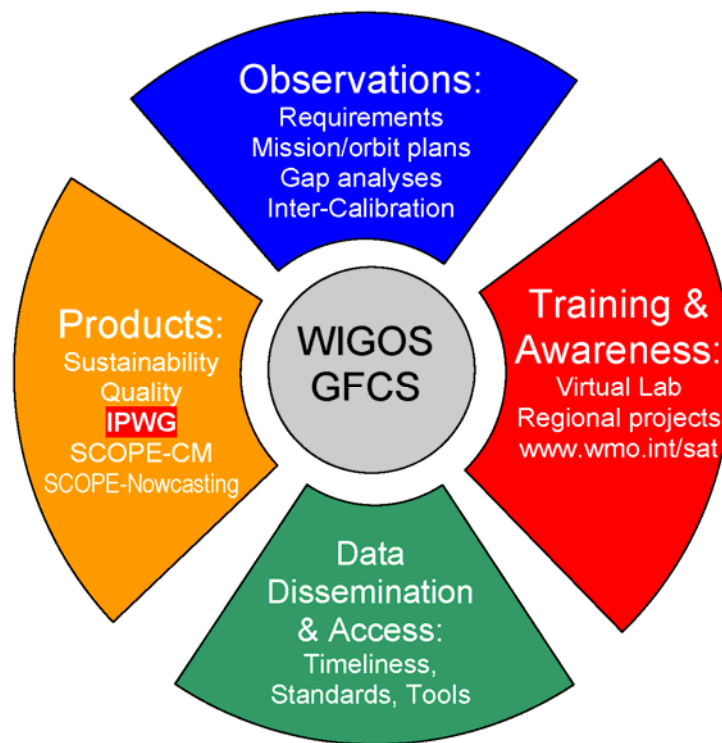 Observations:
Requirements
Mission/orbit plans
Gap analyses
Inter-Calibration
Training &
Awareness:
Virtual Lab
Regional projects
www.wmo.int/sat
Products:
Sustainability
Quality
IPWG
SCOPE-CM
SCOPE-Nowcasting
WIGOS
GFCS
Data
Dissemination
& Access:
Timeliness,
Standards, Tools